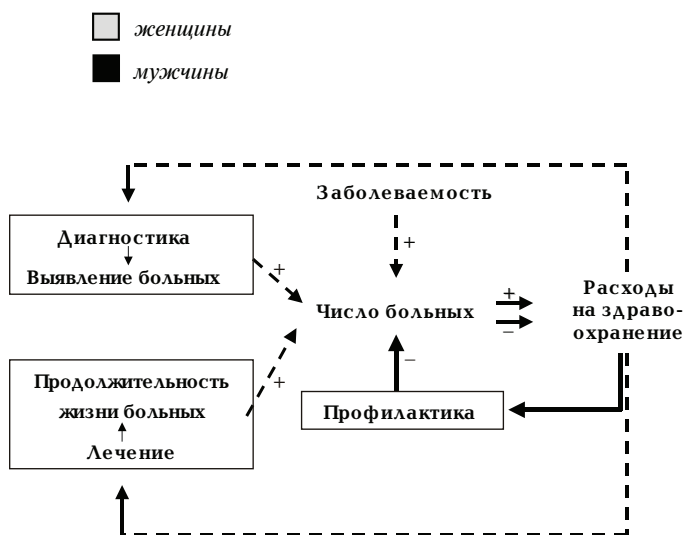 женщины
мужчины
Заболеваемость
+
Диагностика
Выявление больных
+
Число больных
+
–
Расходы
на здраво-
охранение
Продолжительность
жизни больных
Лечение
+
–
Профилактика